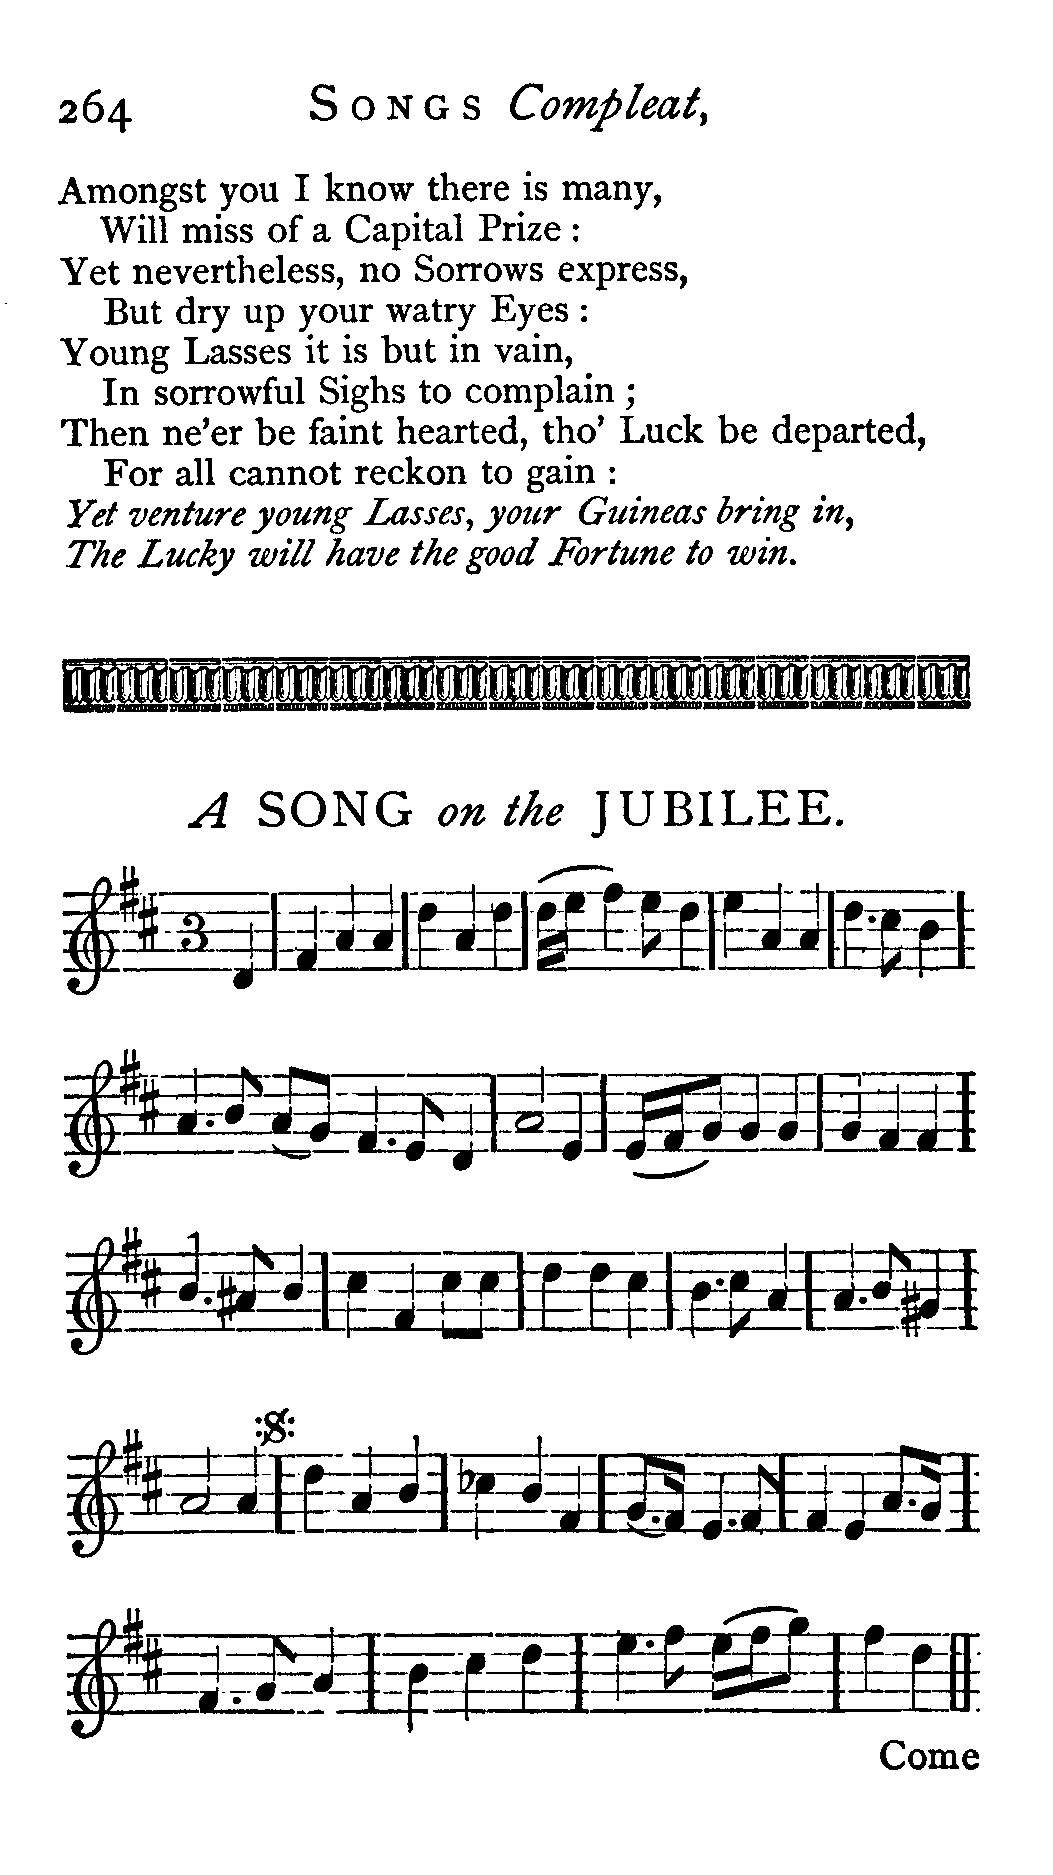 264 SONGS Compleat,
Amongst you I know there is many,
Will miss of a Capital Prize :
Yet nevertheless, no Sorrows express,
But dry up your watry Eyes :
Young Lasses it is but in vain,
In sorrowful Sighs to complain ;
Then ne'er be faint hearted, tho' Luck be departed,
For all cannot reckon to gain :
Yet venture young Lasses, your Guineas bring in,
The Lucky will have the good Fortune to win.
A SONG on the JUBILEE.
3
Come